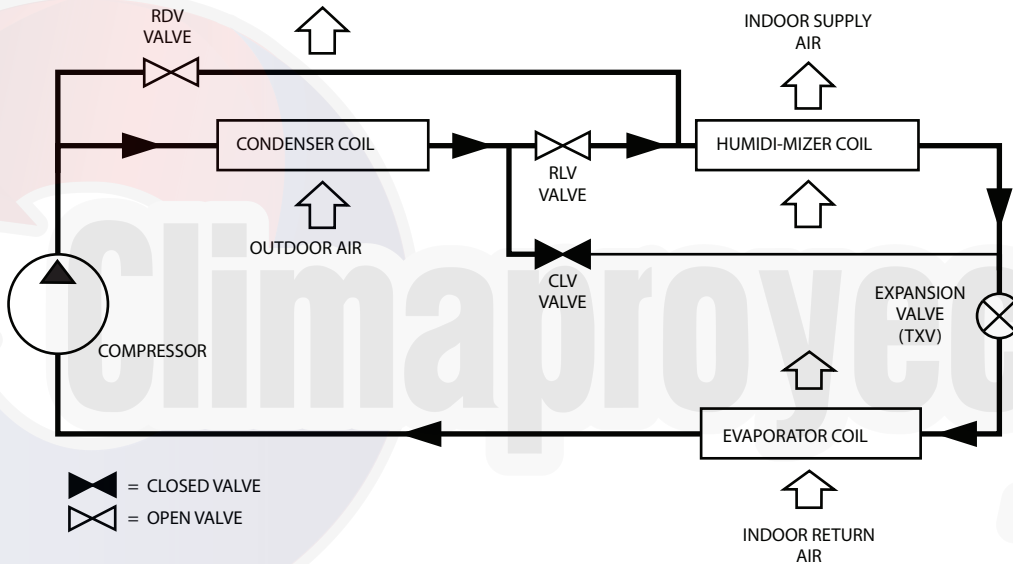 RDV
VALVE
INDOOR SUPPLY
AIR
CONDENSER COIL
HUMIDI-MIZER COIL
RLV
VALVE
OUTDOOR AIR
CLV
VALVE
EXPANSION
VALVE
(TXV)
COMPRESSOR
Climaproyec
EVAPORATOR COIL
= CLOSED VALVE
= OPEN VALVE
INDOOR RETURN
AIR